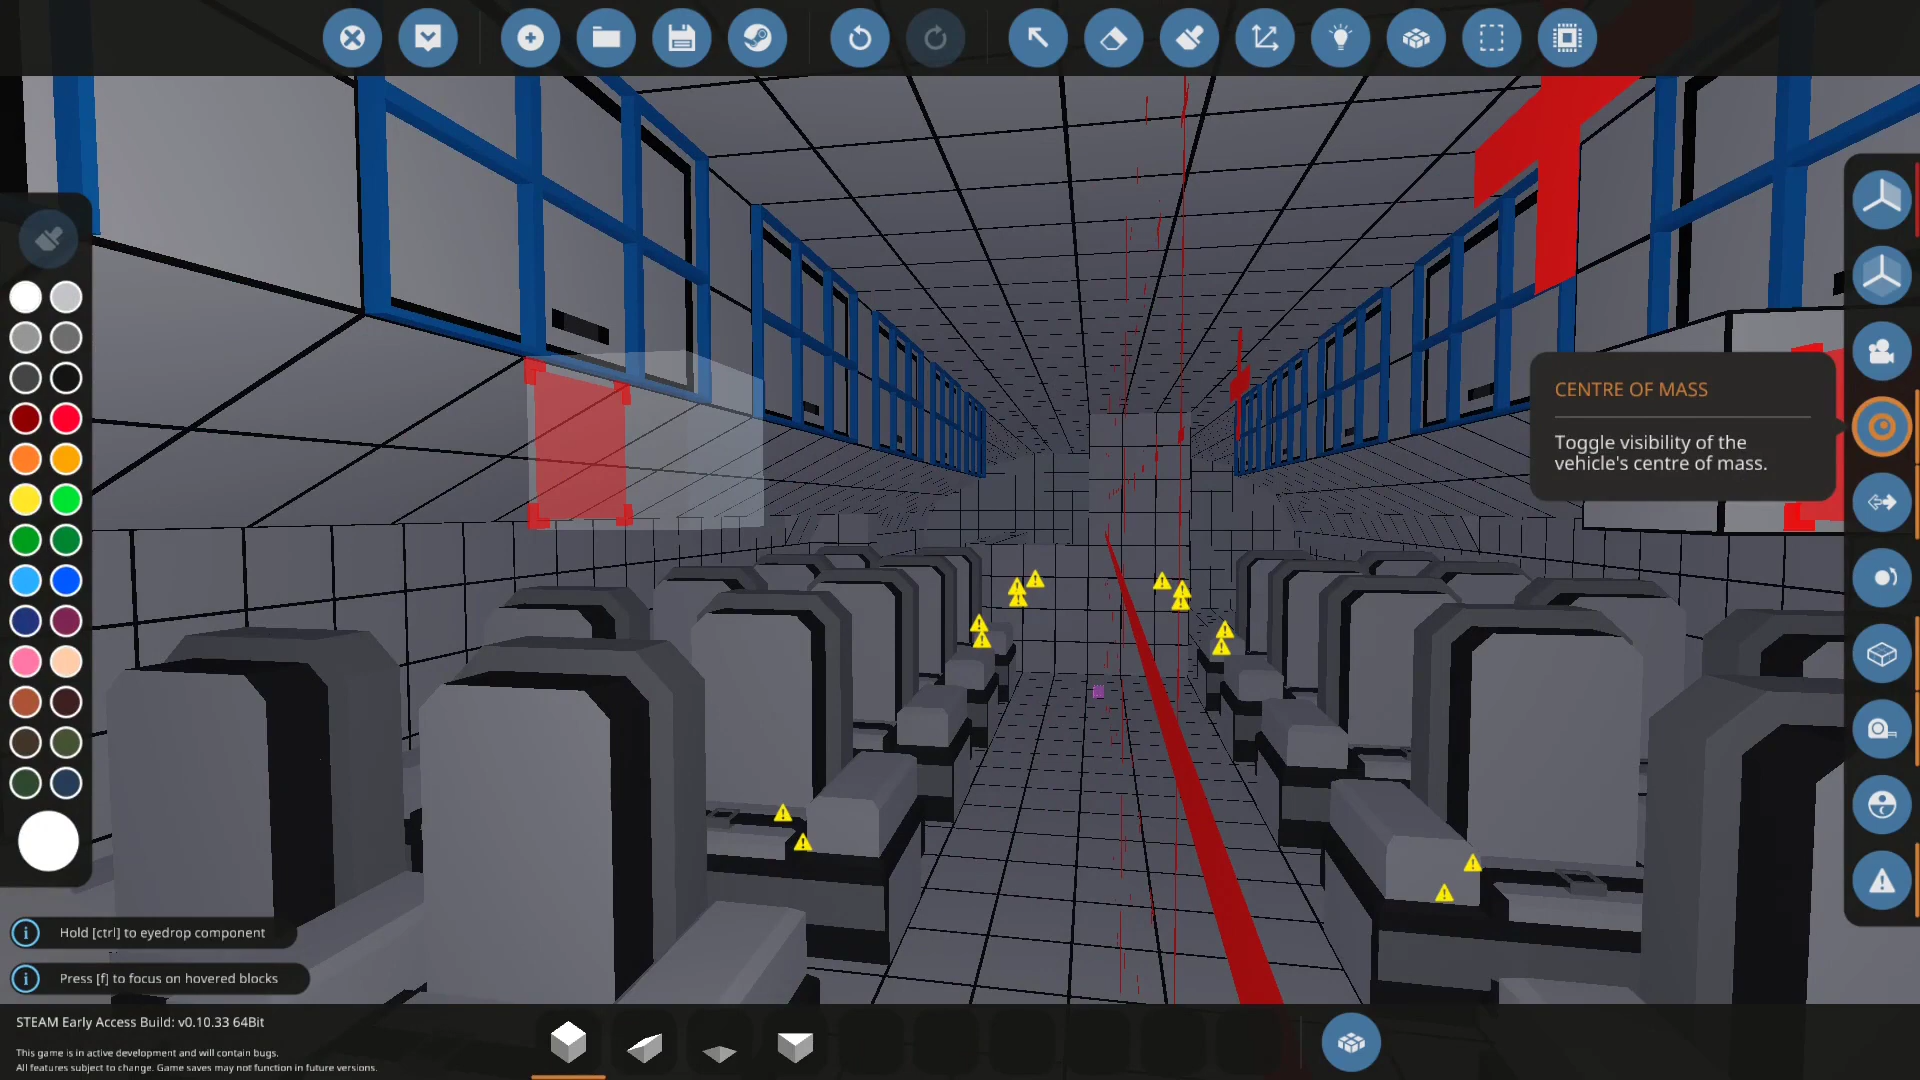 CENTRE OF MASS
Toggle visibility of the
vehicle's centre of mass.
Hold [ctrl] to eyedrop component
Press [f] to focus on hovered blocks
STEAM Early Access Build: v0.10.33 64Bit
This game is in active development and will contain bugs.
All features subject to change. Game saves may not function in future versions.